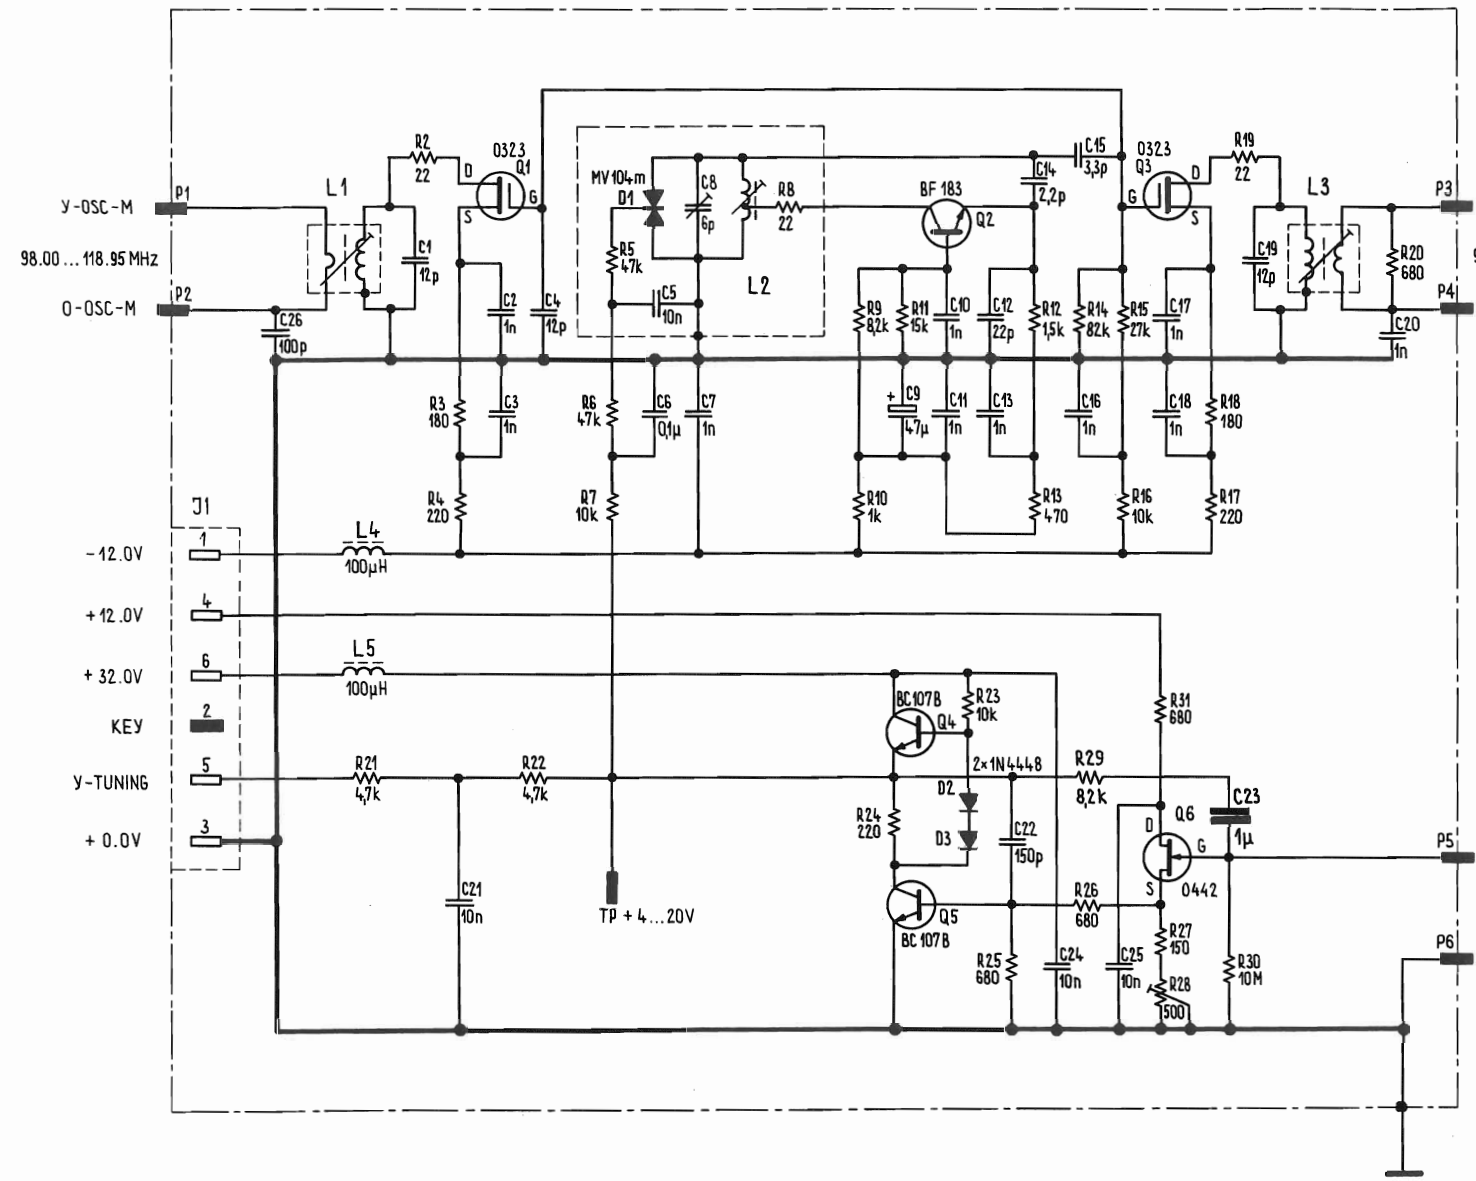 R2
22
D
S
G
0323
Q1
MV104m
D1
C8
6p
R8
22
BF 183
Q2
C14
2,2p
C15
3,3p
0323
Q3
G
D
S
R19
22
P1
Y-OSC-M
L1
98.00 ... 118.95 MHz
C1
12p
R5
47k
C5
10n
L2
L3
P3
R20
680
C19
12p
P2
0-OSC-M
C26
100p
C2
1n
C4
12p
R9
8,2k
R11
15k
C10
1n
C12
22p
R12
1,5k
R14
82k
R15
27k
C17
1n
P4
C20
1n
R3
180
C3
1n
R6
47k
C6
0,1µ
C7
1n
+
C9
47µ
C11
1n
C13
1n
C16
1n
C18
1n
R18
180
R4
220
R7
10k
R10
1k
R13
470
R16
10k
R17
220
J1
-12.0V
1
L4
100µH
+12.0V
4
+32.0V
6
L5
100µH
KEY
2
BC107B
Q4
R23
10k
R31
680
Y-TUNING
5
R21
4,7k
R22
4,7k
2×1N4448
R29
8,2k
D2
D3
R24
220
C22
150p
D
Q6
G
S
0442
C23
1µ
+0.0V
3
P5
C21
10n
TP +4...20V
Q5
BC107B
R26
680
R27
150
R25
680
C24
10n
C25
10n
R28
500
R30
10M
P6